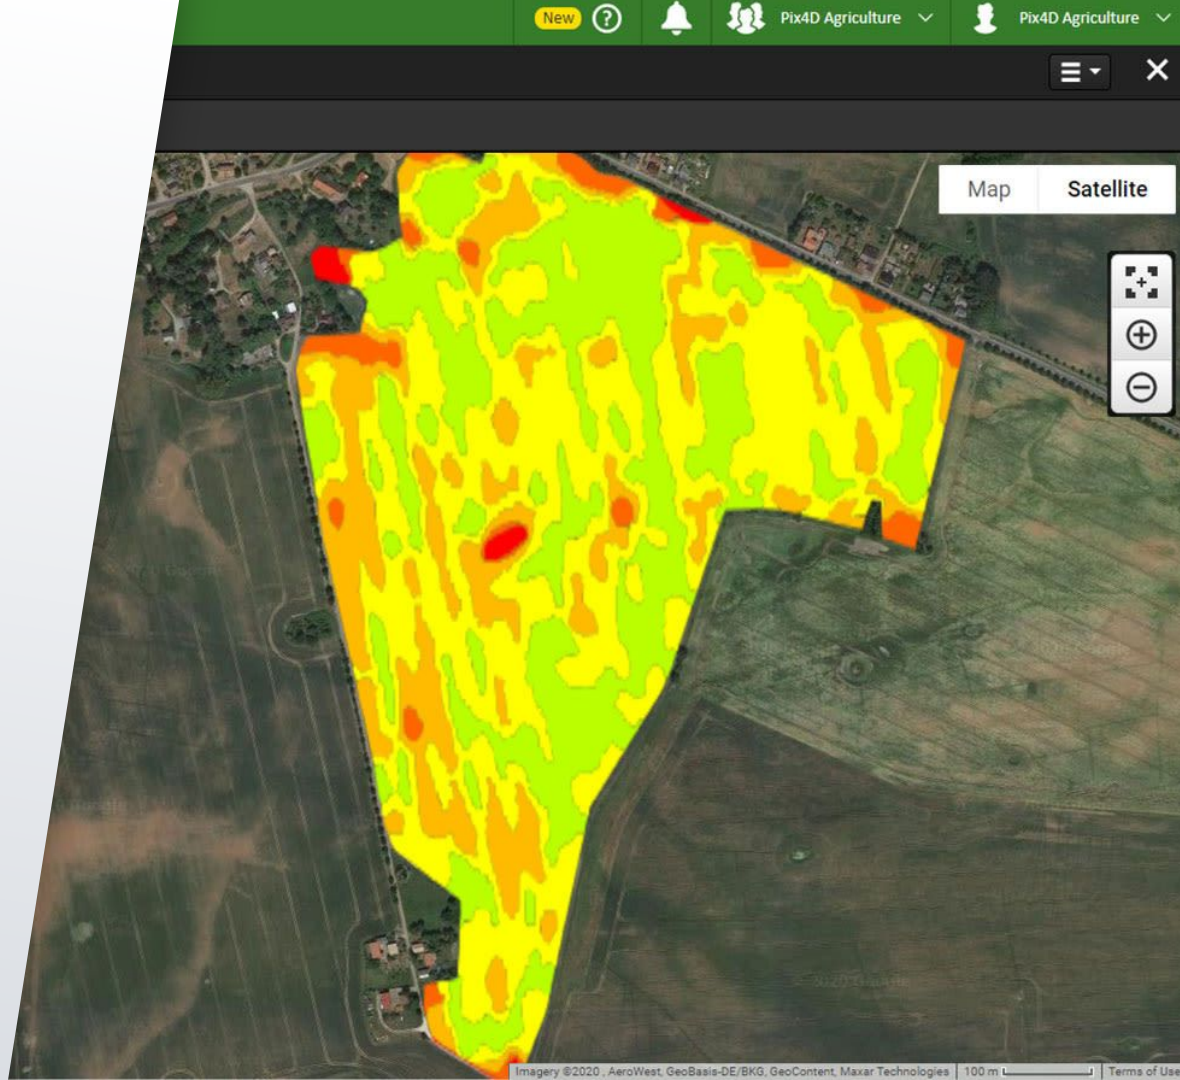 New ? Pix4D Agriculture Pix4D Agriculture
Map Satellite
Imagery ©2020 , AeroWest, GeoBasis-DE/BKG, GeoContent, Maxar Technologies 100 m Terms of Use